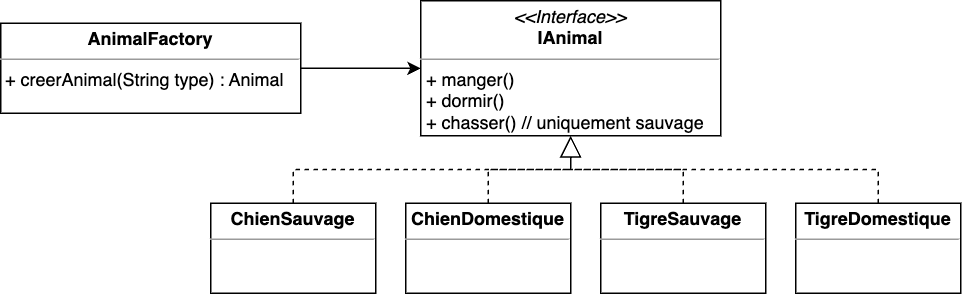 AnimalFactory
+ creerAnimal(String type) : Animal
<<Interface>>
IAnimal
+ manger()
+ dormir()
+ chasser() // uniquement sauvage
ChienSauvage
ChienDomestique
TigreSauvage
TigreDomestique